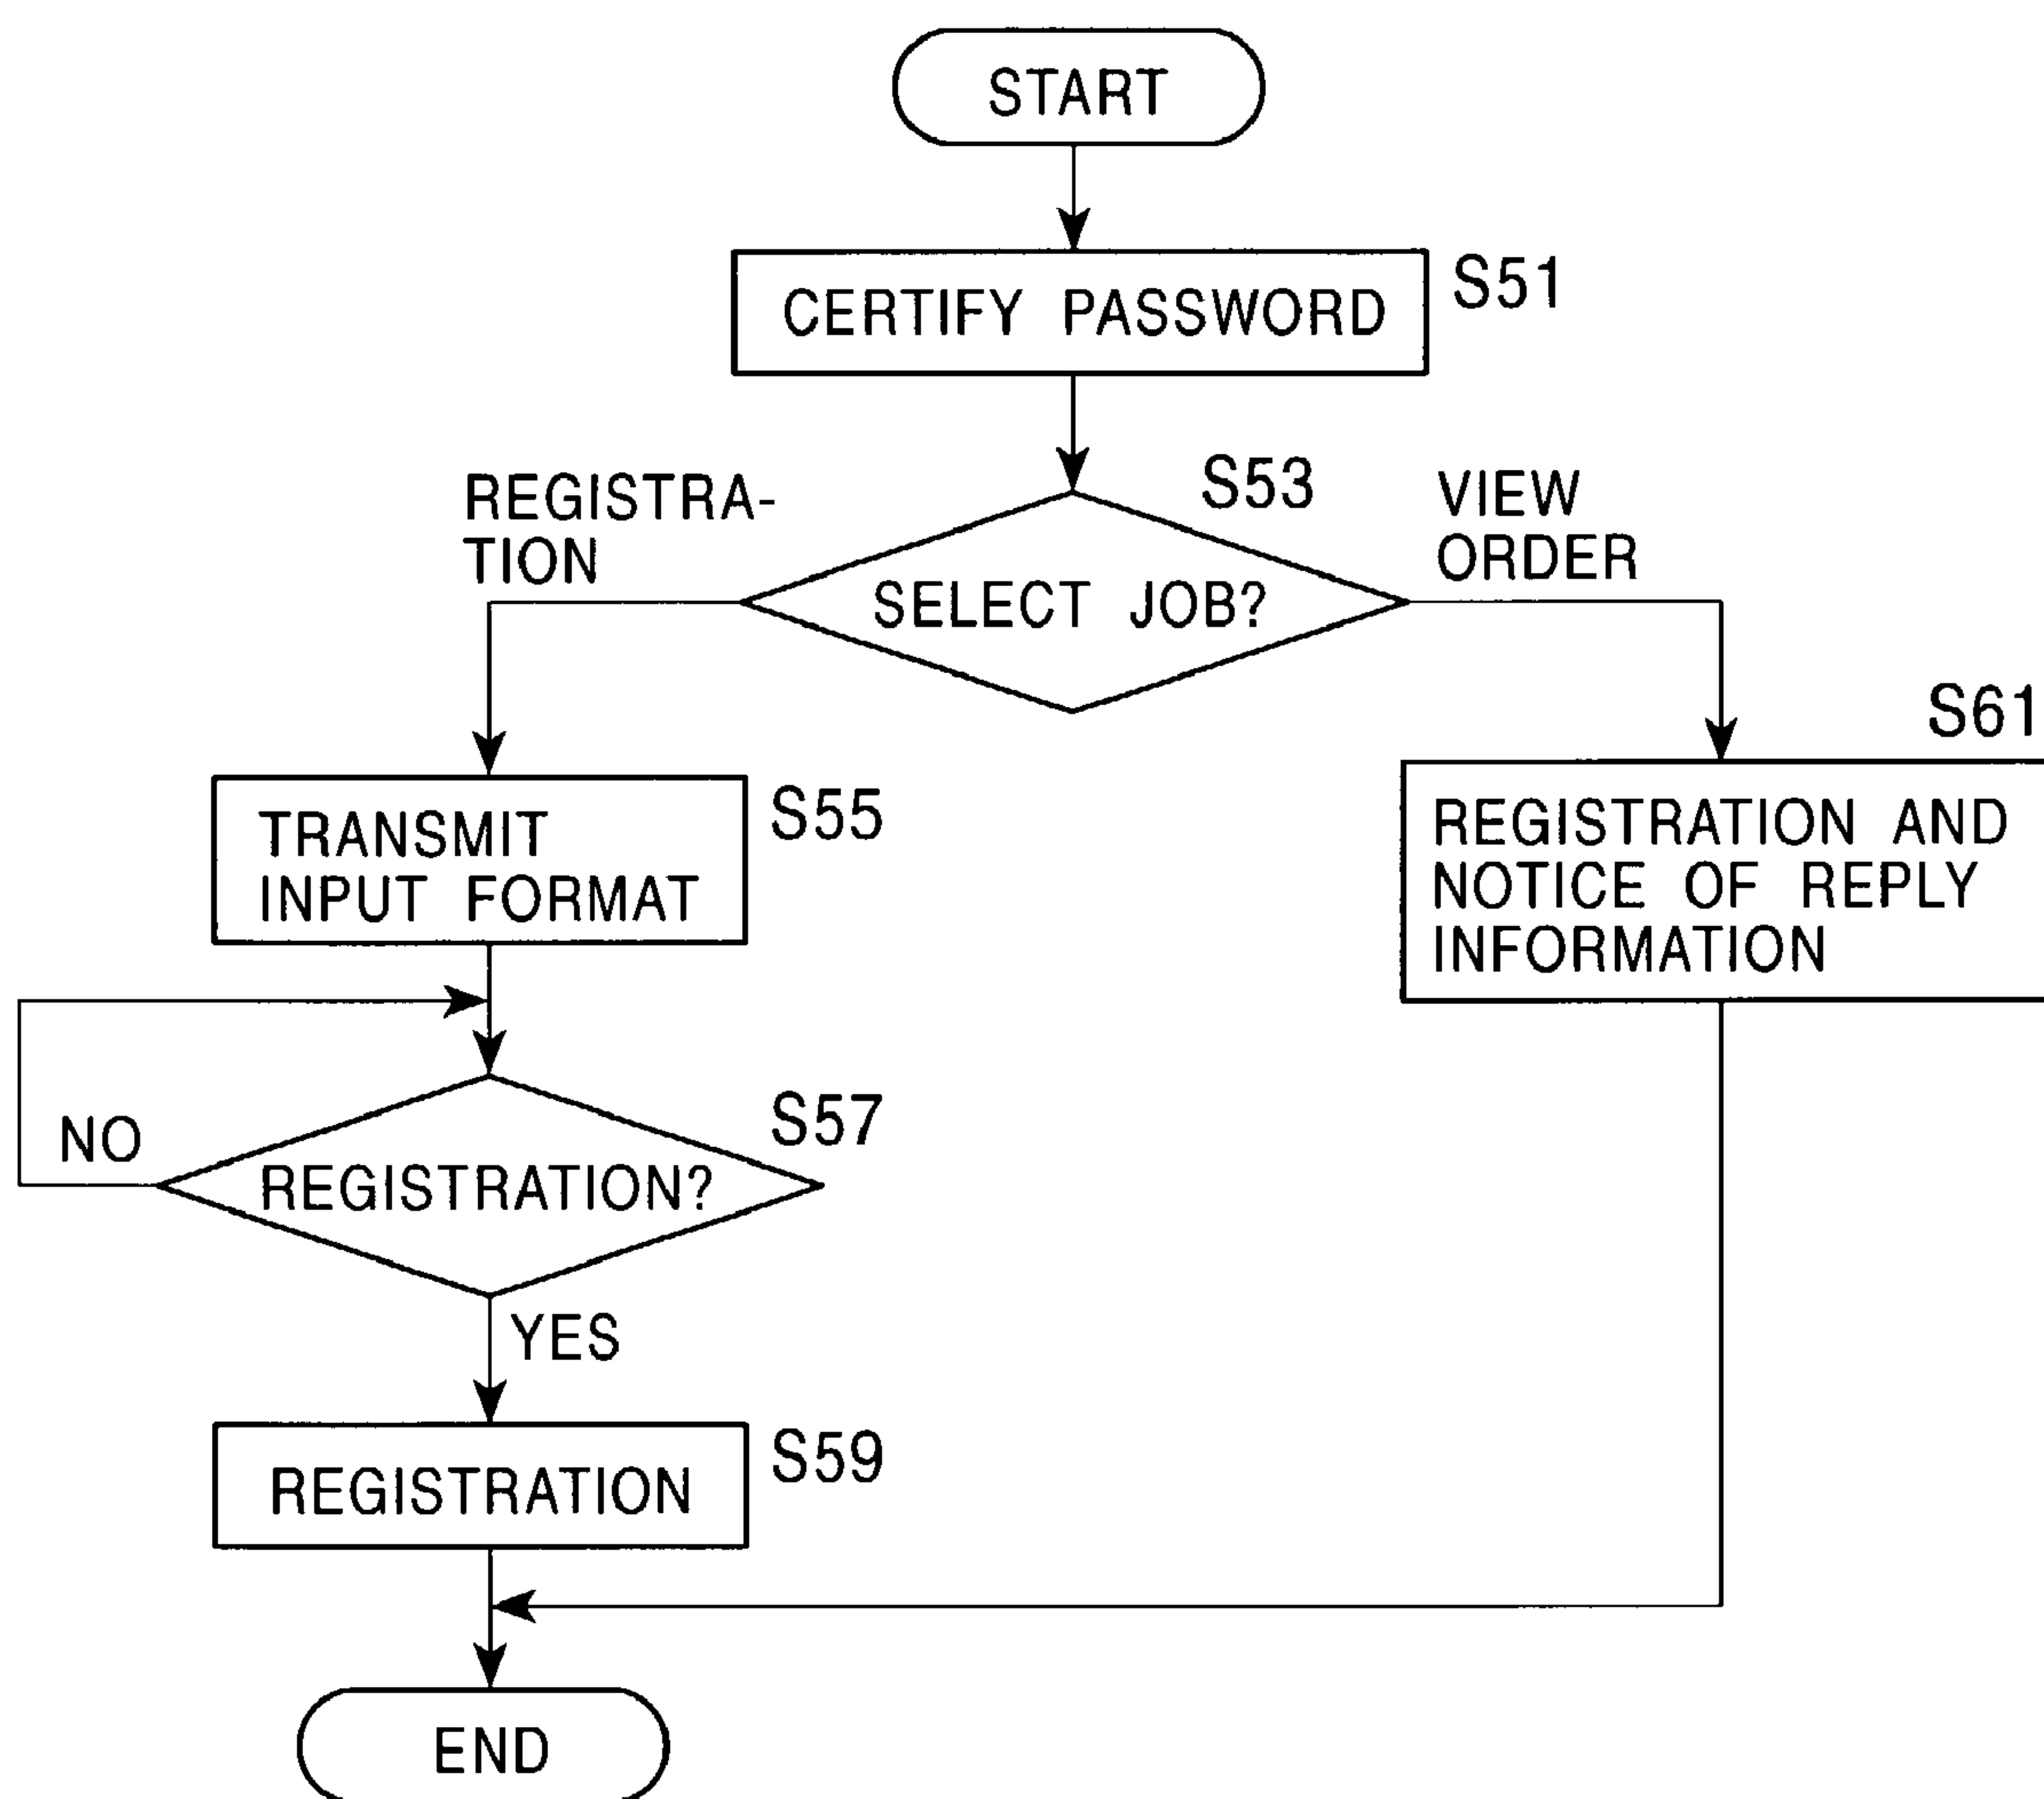 START
CERTIFY PASSWORD
S51
S53
REGISTRA-
TION
SELECT JOB?
VIEW
ORDER
S61
TRANSMIT
INPUT FORMAT
S55
REGISTRATION AND
NOTICE OF REPLY
INFORMATION
NO
REGISTRATION?
S57
YES
REGISTRATION
S59
END